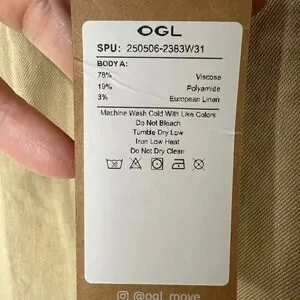 OGL
SPU: 250506-2363W31
BODY A:
78% Viscose
19% Polyamide
3% European Linen
Machine Wash Cold With Like Colors
Do Not Bleach
Tumble Dry Low
Iron Low Heat
Do Not Dry Clean
@ogl_move